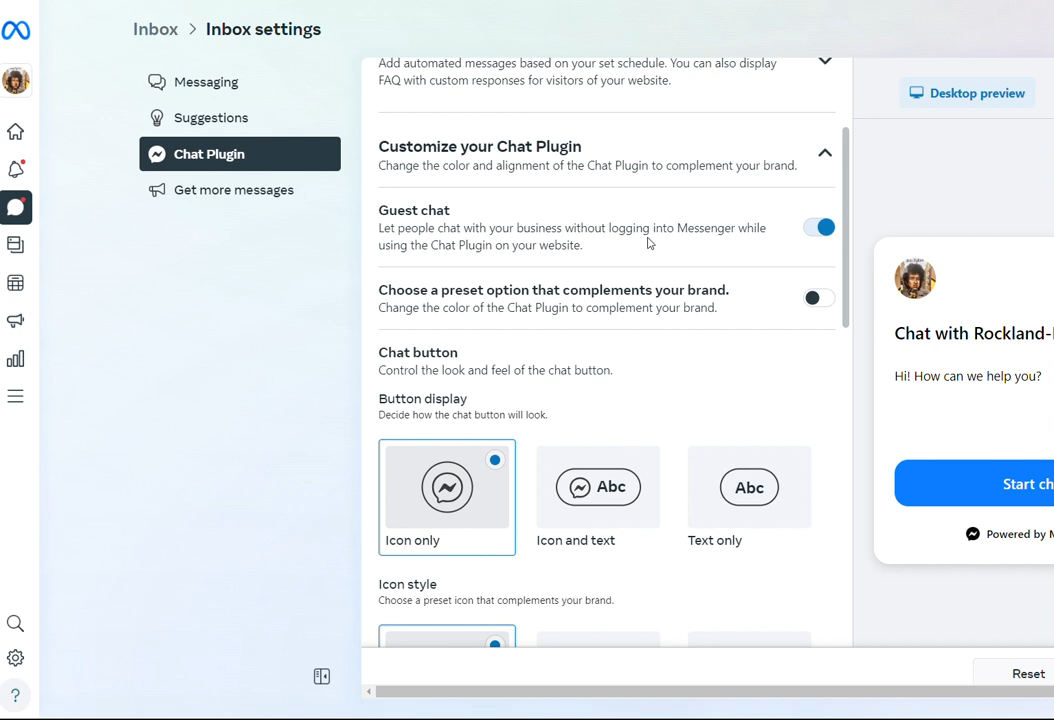 Inbox > Inbox settings
Messaging
Suggestions
Chat Plugin
Get more messages
Add automated messages based on your set schedule. You can also display
FAQ with custom responses for visitors of your website.
Customize your Chat Plugin
Change the color and alignment of the Chat Plugin to complement your brand.
Guest chat
Let people chat with your business without logging into Messenger while
using the Chat Plugin on your website.
Choose a preset option that complements your brand.
Change the color of the Chat Plugin to complement your brand.
Chat button
Control the look and feel of the chat button.
Button display
Decide how the chat button will look.
Abc
Abc
Icon only
Icon and text
Text only
Icon style
Choose a preset icon that complements your brand.
Desktop preview
Chat with Rockland-
Hi! How can we help you?
Start ch
Powered by M
Reset
?